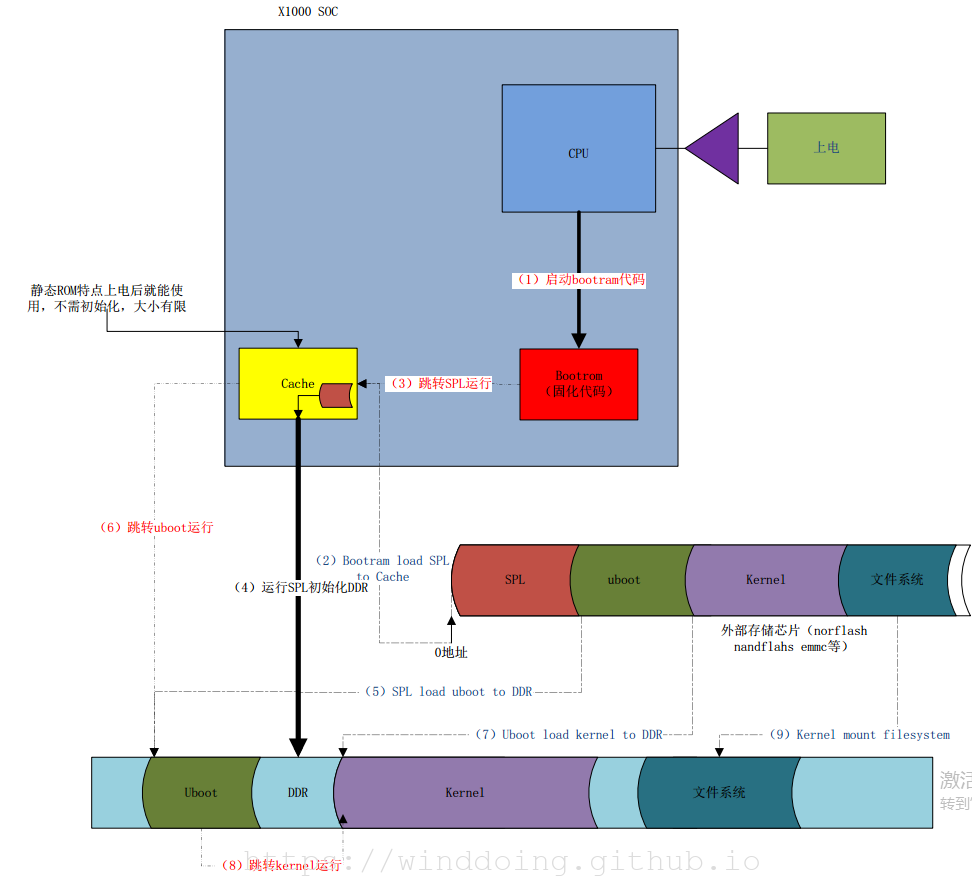 X1000 SOC
CPU
上电
（1）启动bootram代码
静态ROM特点上电后就能使
用，不需初始化，大小有限
Cache
（3）跳转SPL运行
Bootrom
（固化代码）
（6）跳转uboot运行
（2）Bootram load SPL
to Cache
（4）运行SPL初始化DDR
SPL
uboot
Kernel
文件系统
0地址
外部存储芯片（norflash
nandflahs emmc等）
（5）SPL load uboot to DDR
（7）Uboot load kernel to DDR
（9）Kernel mount filesystem
Uboot
DDR
Kernel
文件系统
激活
转到"
（8）跳转kernel运行
https://winddoing.github.io